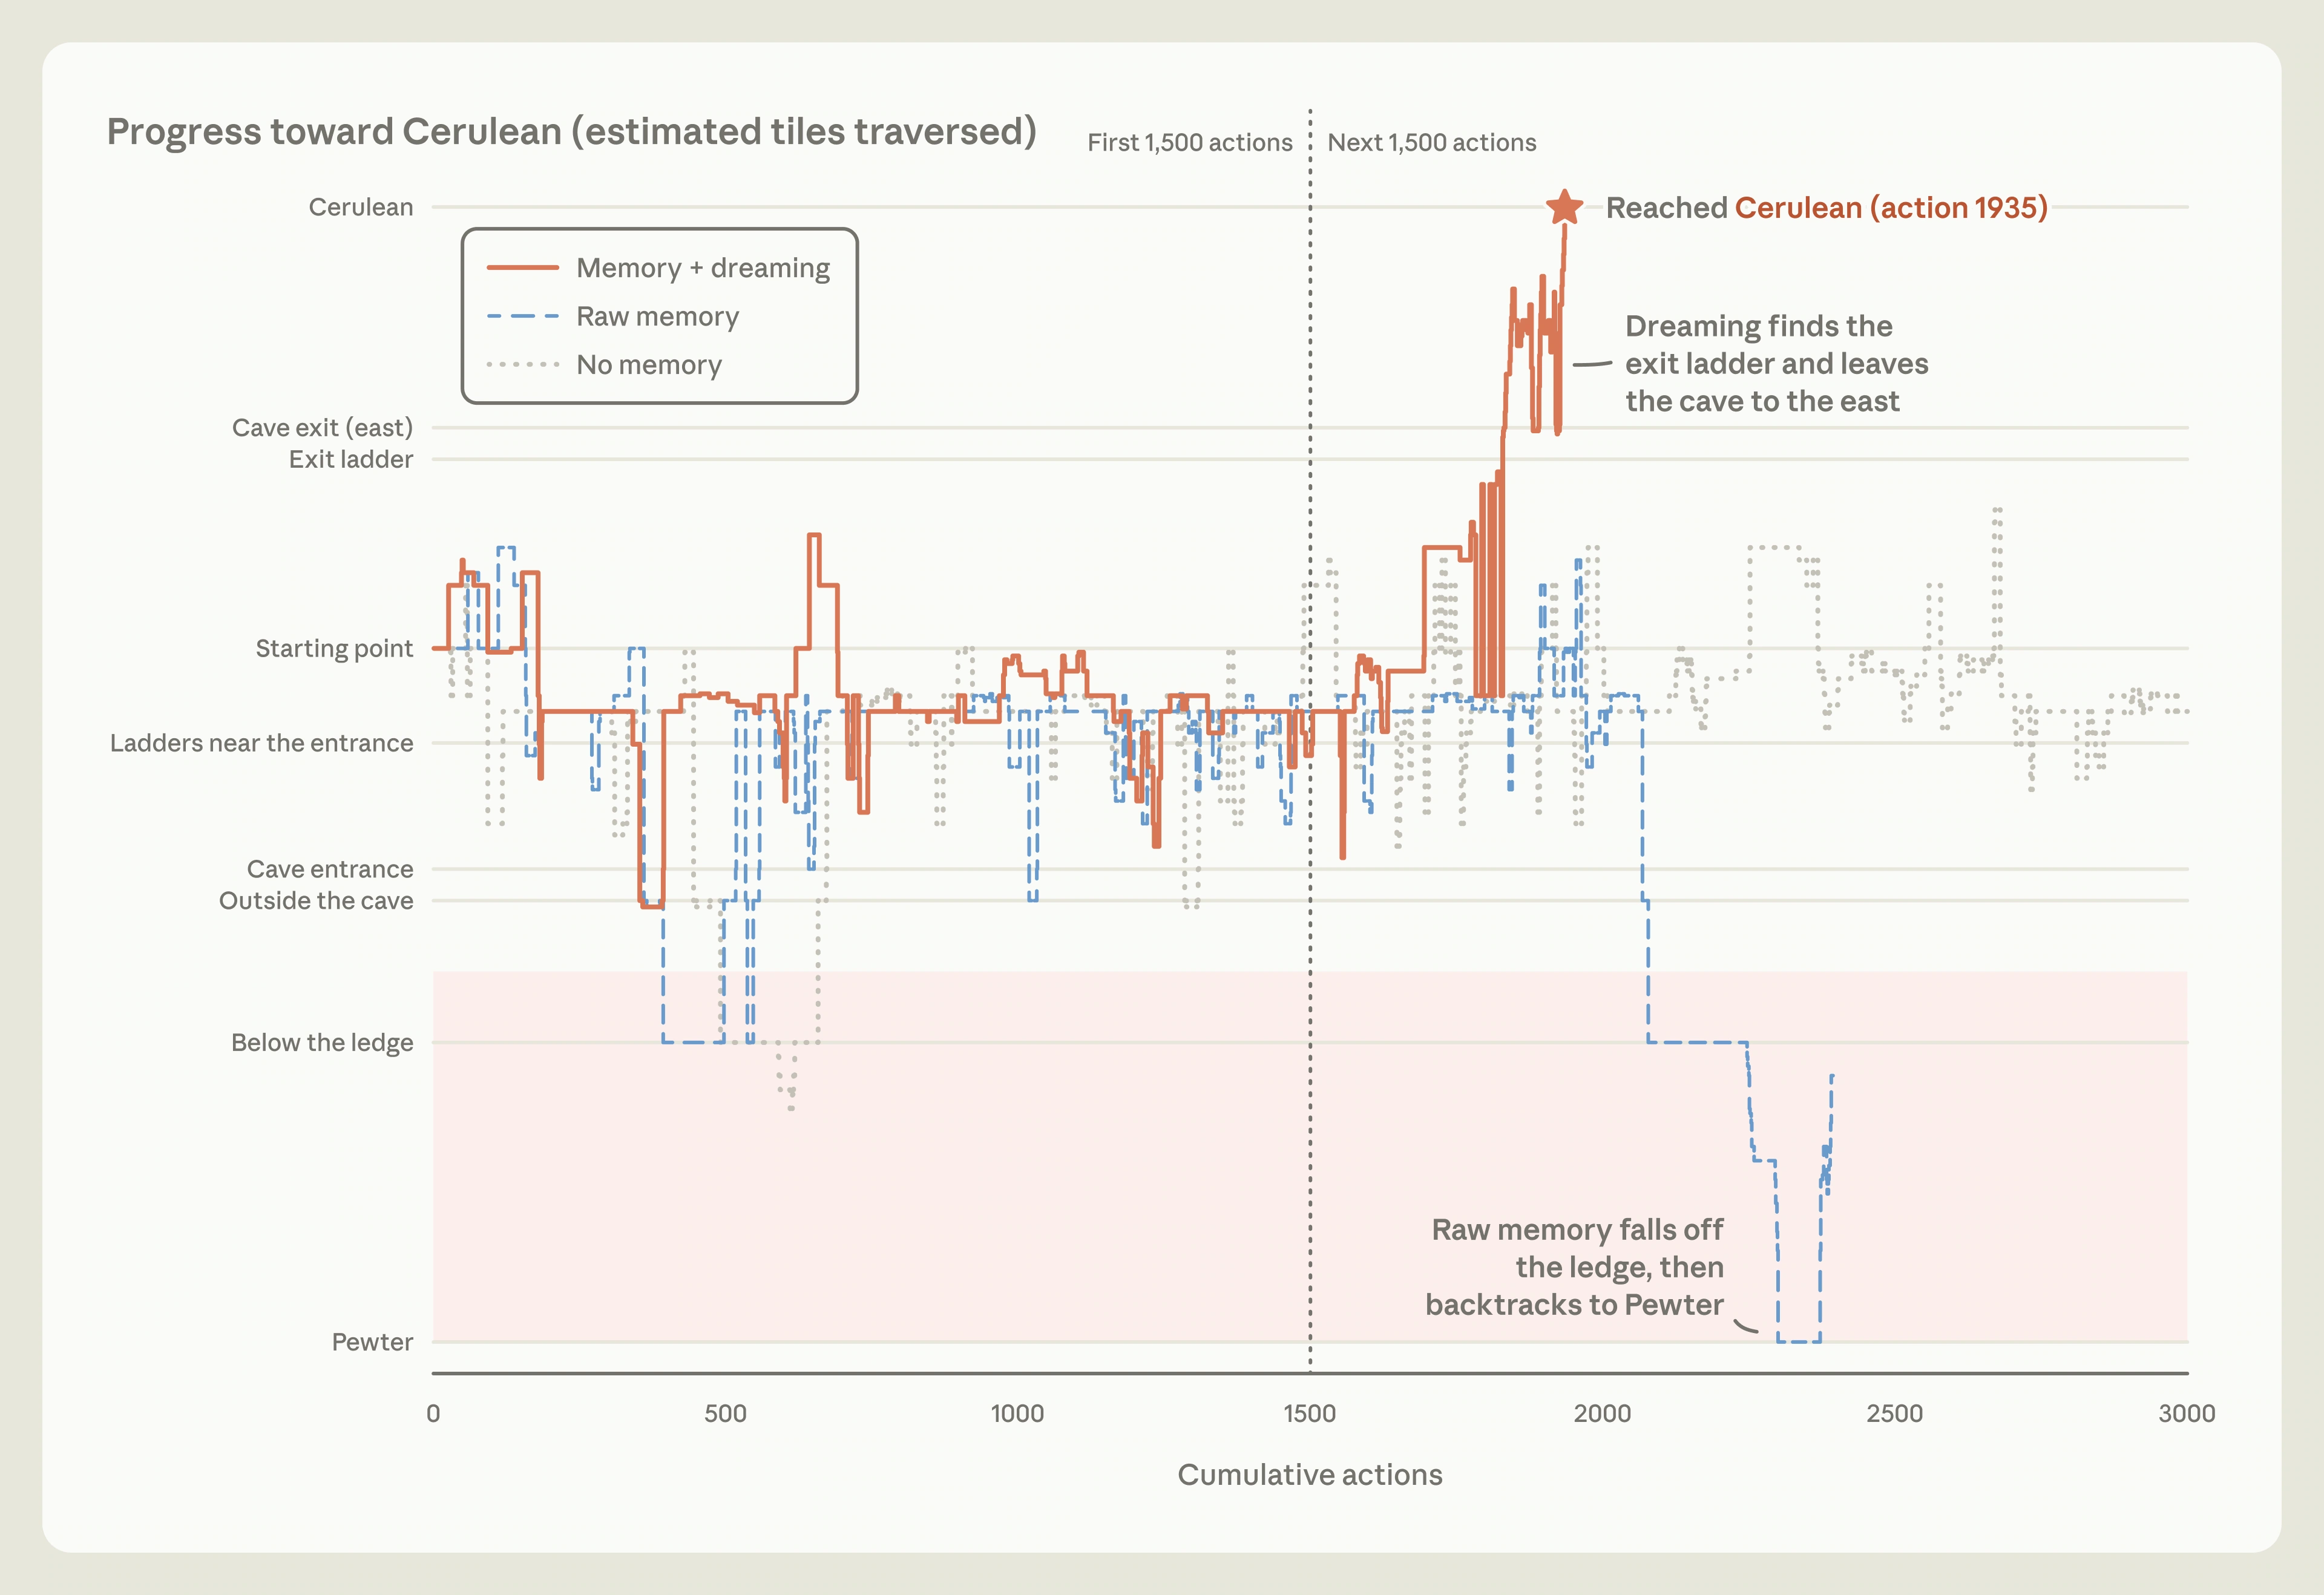 Progress toward Cerulean (estimated tiles traversed)
First 1,500 actions
Next 1,500 actions
Cerulean
Reached Cerulean (action 1935)
Memory + dreaming
Raw memory
No memory
Dreaming finds the
exit ladder and leaves
the cave to the east
Cave exit (east)
Exit ladder
Starting point
Ladders near the entrance
Cave entrance
Outside the cave
Below the ledge
Raw memory falls off
the ledge, then
backtracks to Pewter
Pewter
0 500 1000 1500 2000 2500 3000
Cumulative actions